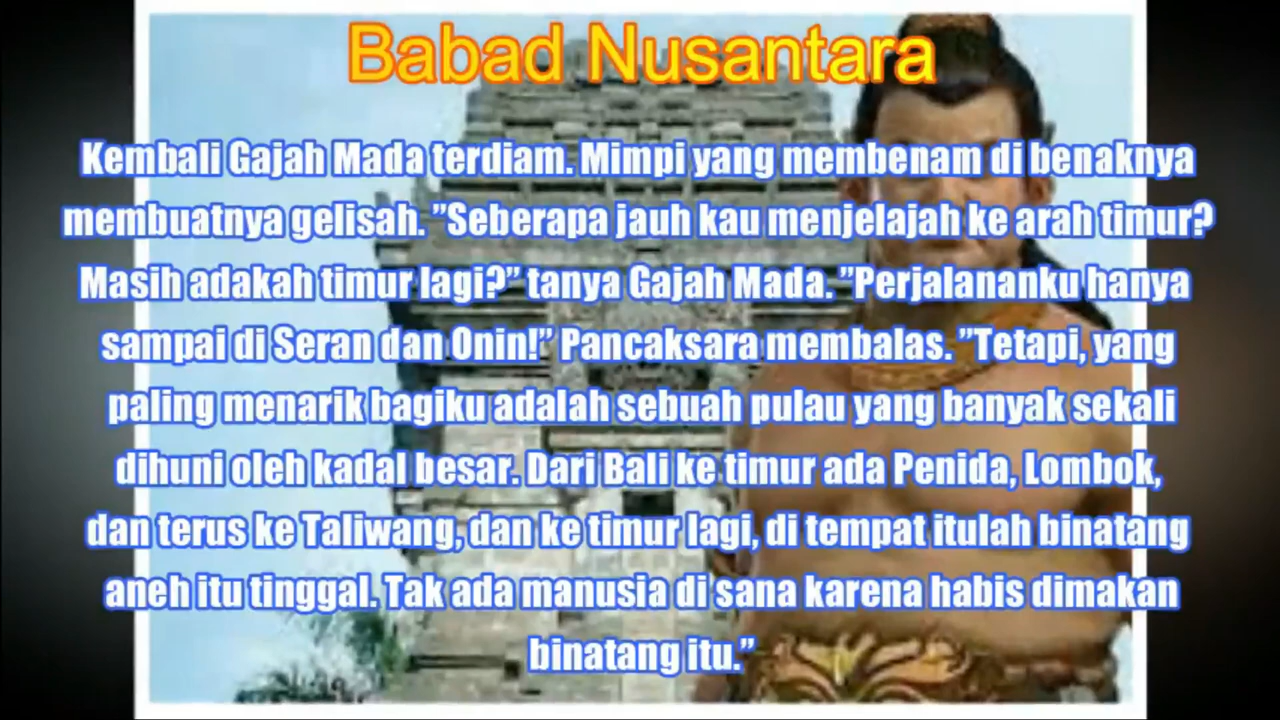 Babad Nusantara
Kembali Gajah Mada terdiam. Mimpi yang membenam di benaknya
membuatnya gelisah. ”Seberapa jauh kau menjelajah ke arah timur?
Masih adakah timur lagi?” tanya Gajah Mada. ”Perjalananku hanya
sampai di Seran dan Onin!” Pancaksara membalas. ”Tetapi, yang
paling menarik bagiku adalah sebuah pulau yang banyak sekali
dihuni oleh kadal besar. Dari Bali ke timur ada Penida, Lombok,
dan terus ke Taliwang, dan ke timur lagi, di tempat itulah binatang
aneh itu tinggal. Tak ada manusia di sana karena habis dimakan
binatang itu.”